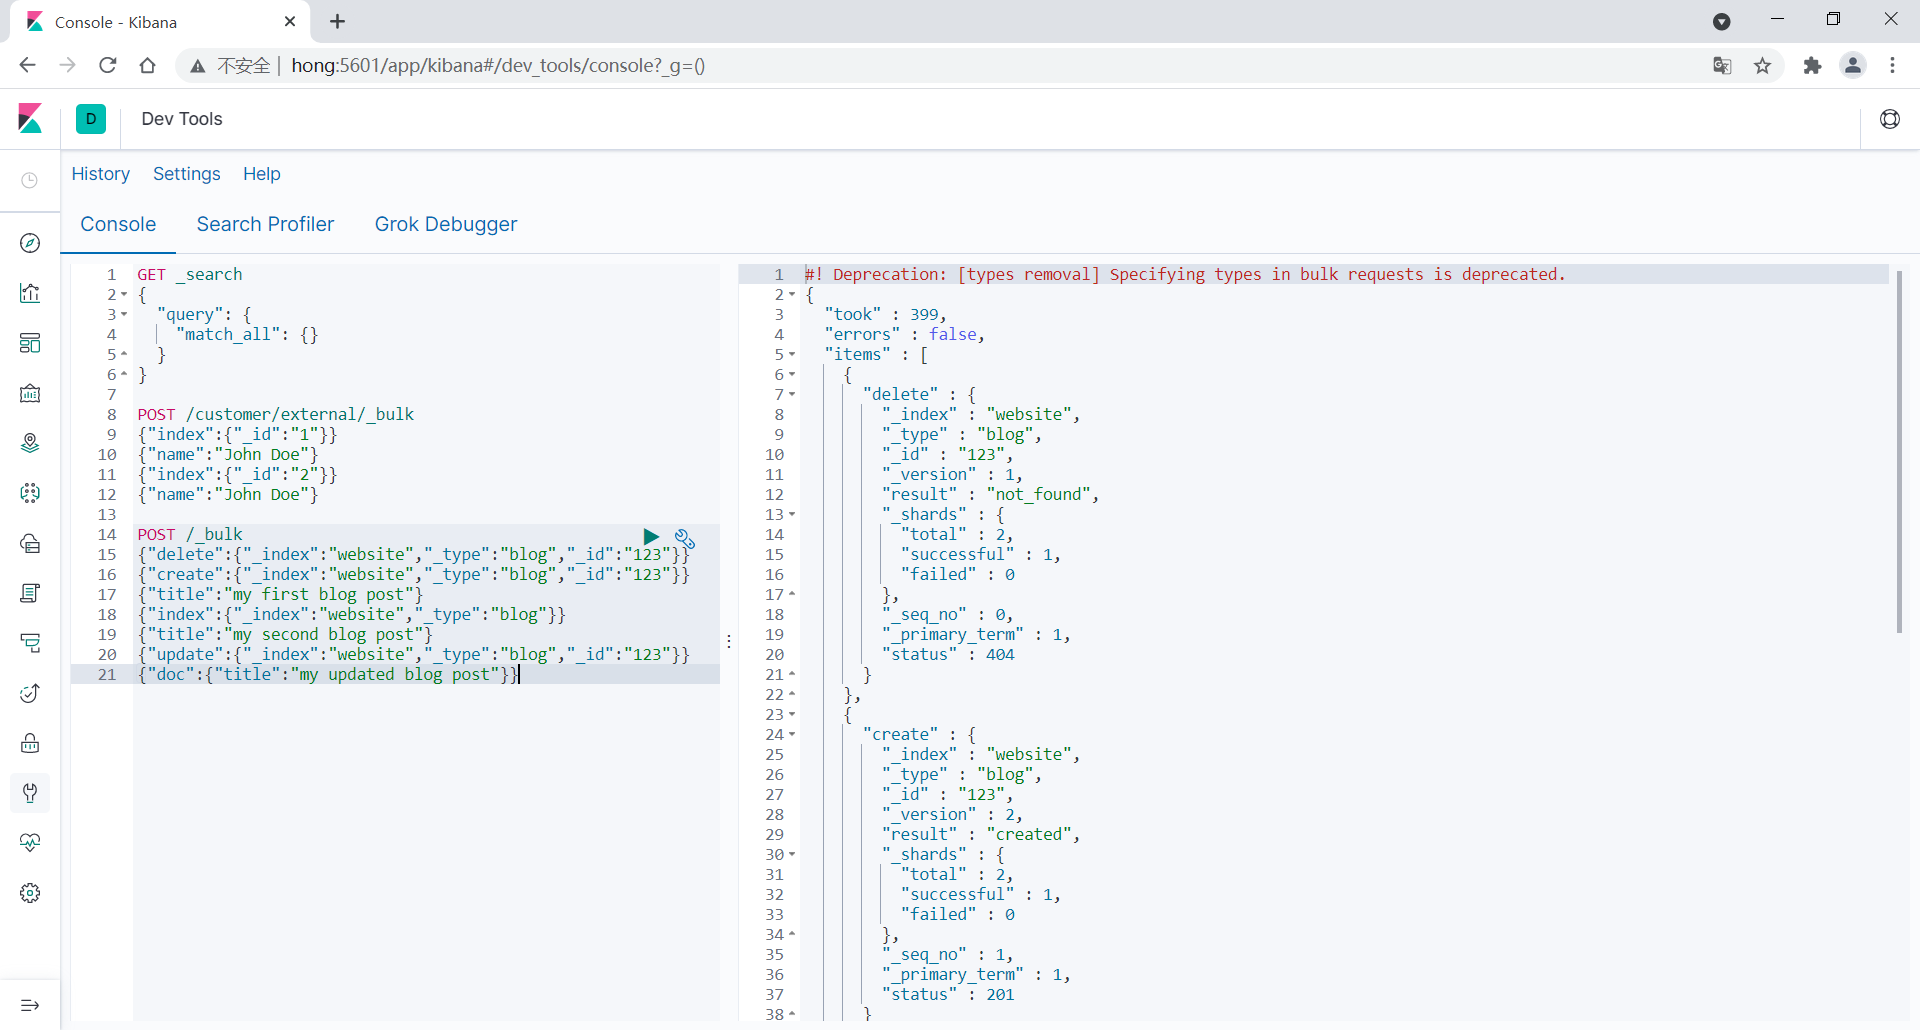 Console - Kibana
不安全 | hong:5601/app/kibana#/dev_tools/console?_g=()
D Dev Tools
History Settings Help
Console Search Profiler Grok Debugger
1 GET _search
2 {
3 "query": {
4 "match_all": {}
5 }
6 }
7
8 POST /customer/external/_bulk
9 {"index":{"_id":"1"}}
10 {"name":"John Doe"}
11 {"index":{"_id":"2"}}
12 {"name":"John Doe"}
13
14 POST /_bulk
15 {"delete":{"_index":"website","_type":"blog","_id":"123"}}
16 {"create":{"_index":"website","_type":"blog","_id":"123"}}
17 {"title":"my first blog post"}
18 {"index":{"_index":"website","_type":"blog"}}
19 {"title":"my second blog post"}
20 {"update":{"_index":"website","_type":"blog","_id":"123"}}
21 {"doc":{"title":"my updated blog post"}}
1 #! Deprecation: [types removal] Specifying types in bulk requests is deprecated.
2 {
3 "took" : 399,
4 "errors" : false,
5 "items" : [
6 {
7 "delete" : {
8 "_index" : "website",
9 "_type" : "blog",
10 "_id" : "123",
11 "_version" : 1,
12 "result" : "not_found",
13 "_shards" : {
14 "total" : 2,
15 "successful" : 1,
16 "failed" : 0
17 },
18 "_seq_no" : 0,
19 "_primary_term" : 1,
20 "status" : 404
21 }
22 },
23 {
24 "create" : {
25 "_index" : "website",
26 "_type" : "blog",
27 "_id" : "123",
28 "_version" : 2,
29 "result" : "created",
30 "_shards" : {
31 "total" : 2,
32 "successful" : 1,
33 "failed" : 0
34 },
35 "_seq_no" : 1,
36 "_primary_term" : 1,
37 "status" : 201
38 }